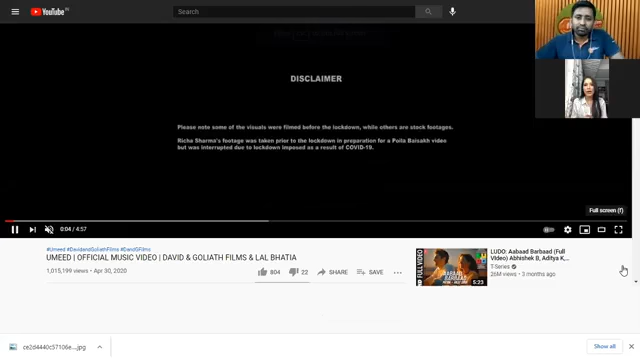 YouTube
Search
DISCLAIMER
Please note some of the visuals were filmed before the lockdown, while others are stock footages.
Richa Sharma's footage was taken prior to the lockdown in preparation for a Poila Baisakh video
but was interrupted due to lockdown imposed as a result of COVID-19.
Full screen (f)
0:04 / 4:57
#Umeed #DavidandGoliathFilms #DandGFilms
UMEED | OFFICIAL MUSIC VIDEO | DAVID & GOLIATH FILMS & LAL BHATIA
1,015,199 views • Apr 30, 2020
804
22
SHARE
SAVE
FULL VIDEO
AABAAD
BARBAAD
5:23
LUDO: Aabaad Barbaad (Full
Video) Abhishek B, Aditya K,...
T-Series
26M views • 3 months ago
ce2d4440c57106e....jpg
Show all